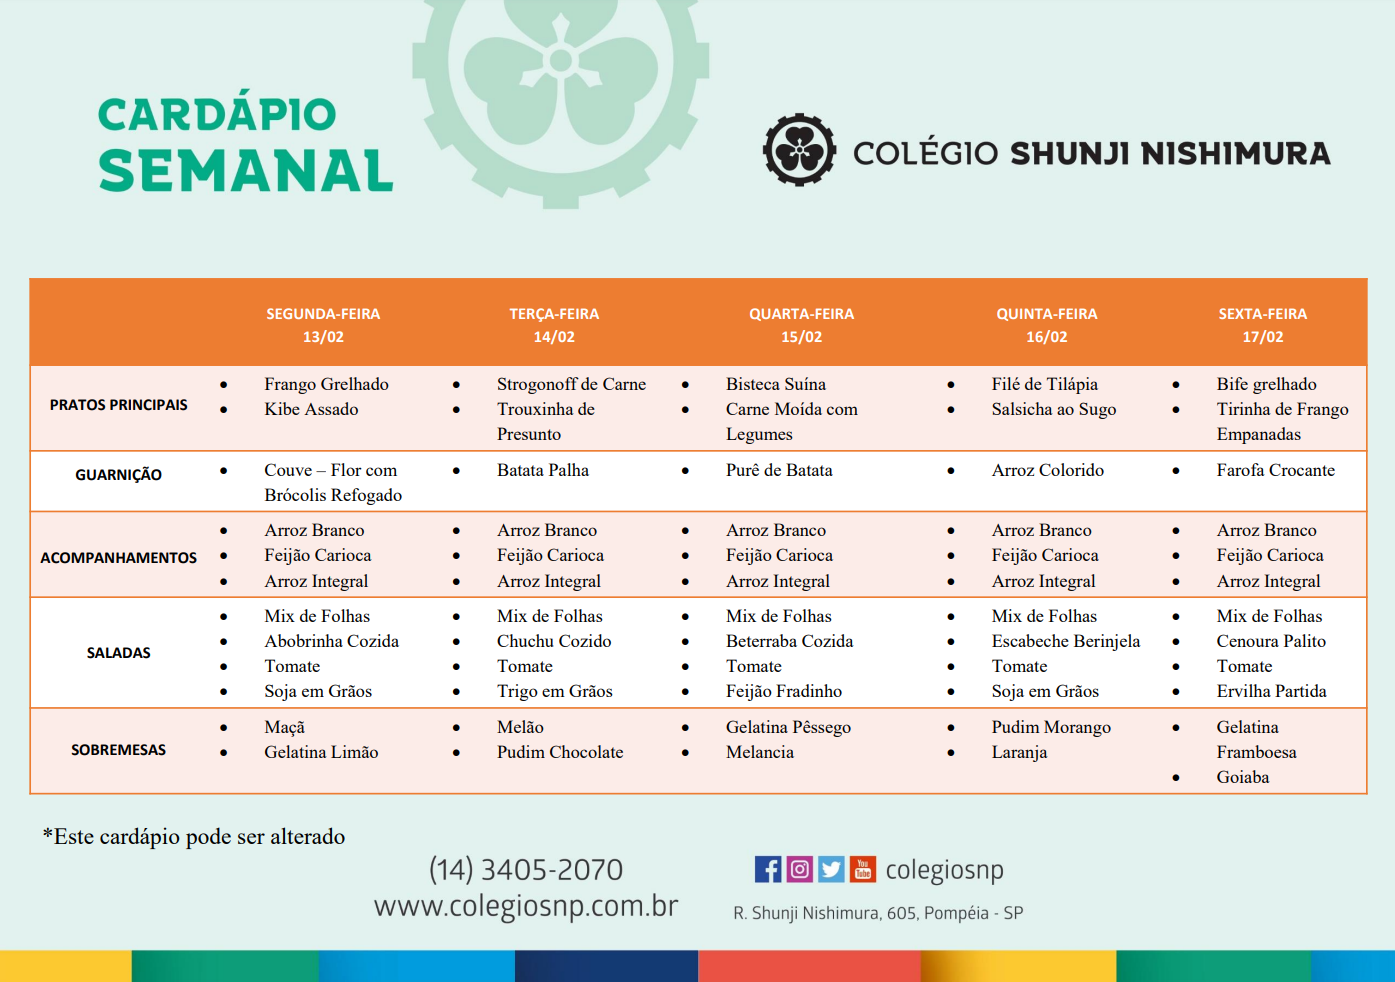 CARDÁPIO
SEMANAL
COLÉGIO SHUNJI NISHIMURA
SEGUNDA-FEIRA
13/02
TERÇA-FEIRA
14/02
QUARTA-FEIRA
15/02
QUINTA-FEIRA
16/02
SEXTA-FEIRA
17/02
PRATOS PRINCIPAIS
• Frango Grelhado
• Kibe Assado
• Strogonoff de Carne
• Trouxinha de
Presunto
• Bisteca Suína
• Carne Moída com
Legumes
• Filé de Tilápia
• Salsicha ao Sugo
• Bife grelhado
• Tirinha de Frango
Empanadas
GUARNIÇÃO
• Couve – Flor com
Brócolis Refogado
• Batata Palha
• Purê de Batata
• Arroz Colorido
• Farofa Crocante
ACOMPANHAMENTOS
• Arroz Branco
• Feijão Carioca
• Arroz Integral
• Arroz Branco
• Feijão Carioca
• Arroz Integral
• Arroz Branco
• Feijão Carioca
• Arroz Integral
• Arroz Branco
• Feijão Carioca
• Arroz Integral
• Arroz Branco
• Feijão Carioca
• Arroz Integral
SALADAS
• Mix de Folhas
• Abobrinha Cozida
• Tomate
• Soja em Grãos
• Mix de Folhas
• Chuchu Cozido
• Tomate
• Trigo em Grãos
• Mix de Folhas
• Beterraba Cozida
• Tomate
• Feijão Fradinho
• Mix de Folhas
• Escabeche Berinjela
• Tomate
• Soja em Grãos
• Mix de Folhas
• Cenoura Palito
• Tomate
• Ervilha Partida
SOBREMESAS
• Maçã
• Gelatina Limão
• Melão
• Pudim Chocolate
• Gelatina Pêssego
• Melancia
• Pudim Morango
• Laranja
• Gelatina
Framboesa
• Goiaba
*Este cardápio pode ser alterado
(14) 3405-2070
www.colegiosnp.com.br
You
Tube
colegiosnp
R. Shunji Nishimura, 605, Pompéia - SP